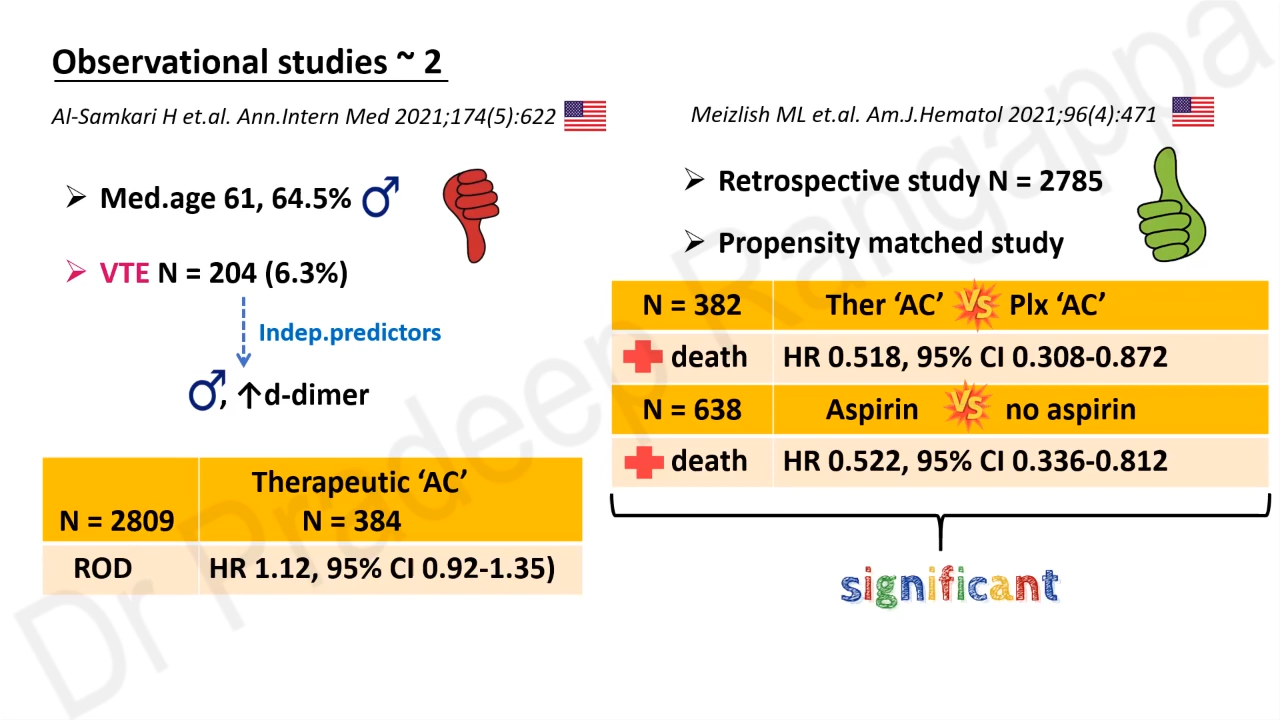 Observational studies ~ 2
Al-Samkari H et.al. Ann.Intern Med 2021;174(5):622
➢ Med.age 61, 64.5% ♂
➢ VTE N = 204 (6.3%)
Indep.predictors
♂, ↑d-dimer
Therapeutic ‘AC’
N = 2809 N = 384
ROD HR 1.12, 95% CI 0.92-1.35)
Meizlish ML et.al. Am.J.Hematol 2021;96(4):471
➢ Retrospective study N = 2785
➢ Propensity matched study
N = 382 Ther ‘AC’ VS Plx ‘AC’
death HR 0.518, 95% CI 0.308-0.872
N = 638 Aspirin VS no aspirin
death HR 0.522, 95% CI 0.336-0.812
significant
Dr Pradeep Rangappa